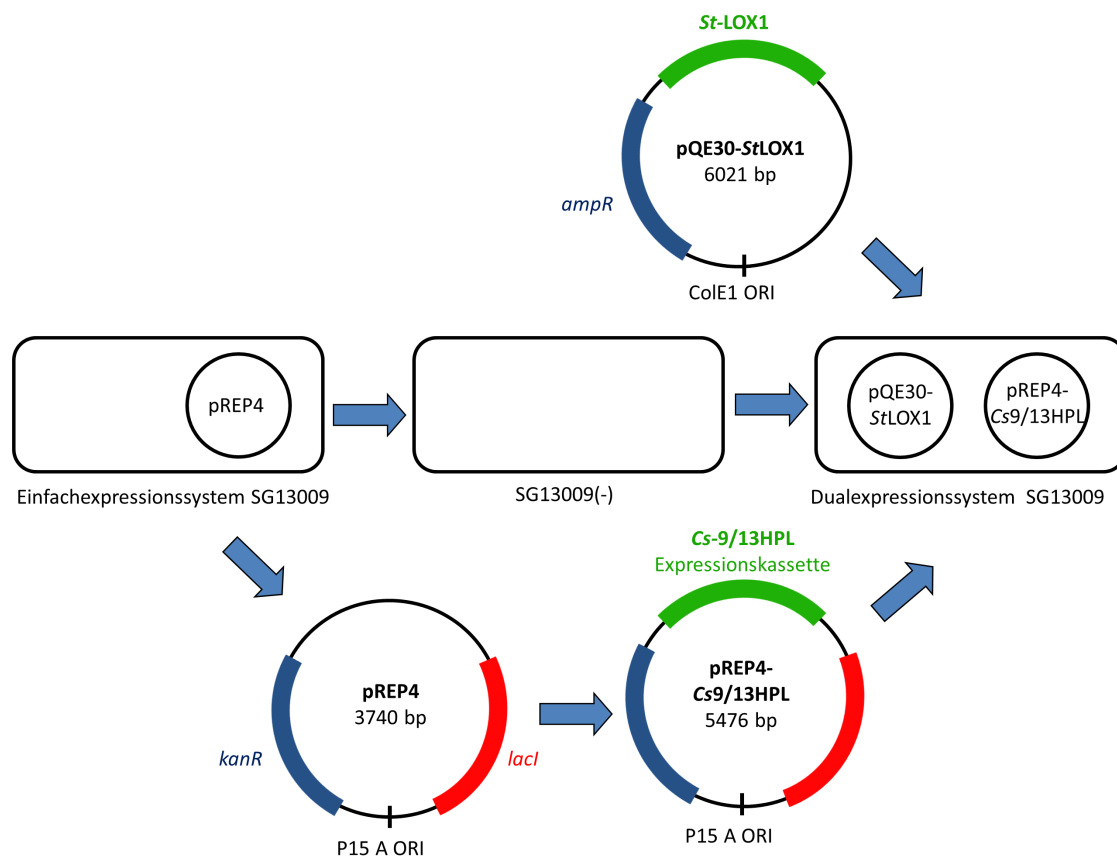 St-LOX1
pQE30-StLOX1
6021 bp
ampR
ColE1 ORI
pREP4
pQE30-
StLOX1
pREP4-
Cs9/13HPL
Einfachexpressionssystem SG13009
SG13009(-)
Dualexpressionssystem SG13009
Cs-9/13HPL
Expressionskassette
pREP4
3740 bp
kanR
lacI
P15 A ORI
pREP4-
Cs9/13HPL
5476 bp
P15 A ORI